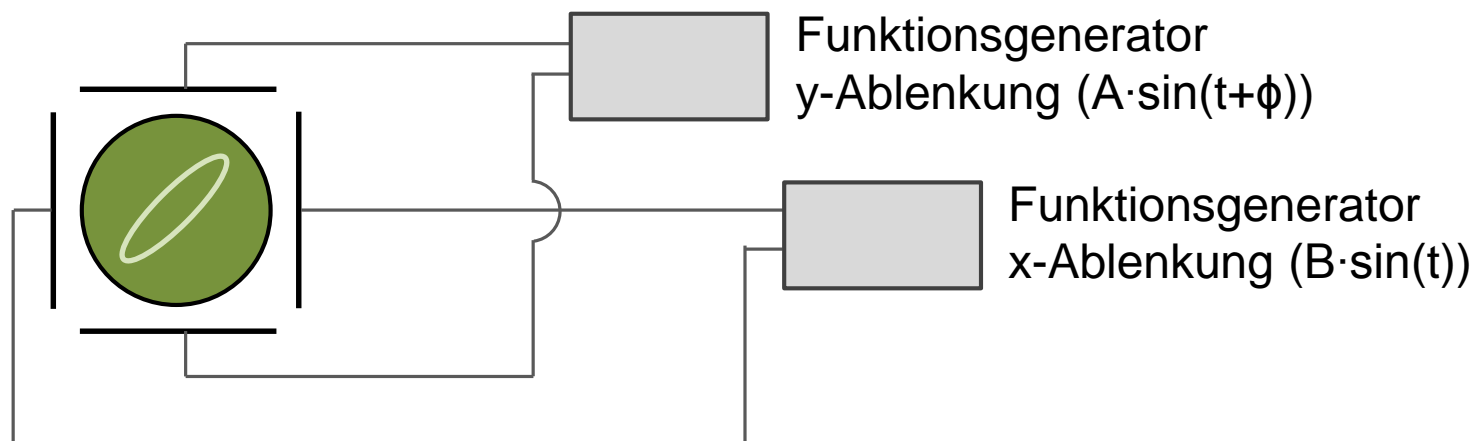 Funktionsgenerator
y-Ablenkung (A·sin(t+ϕ))
Funktionsgenerator
x-Ablenkung (B·sin(t))